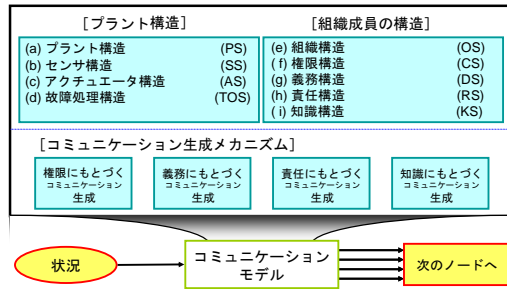 [プラント構造]
(a) プラント構造 (PS)
(b) センサ構造 (SS)
(c) アクチュエータ構造 (AS)
(d) 故障処理構造 (TOS)
[組織成員の構造]
(e) 組織構造 (OS)
( f ) 権限構造 (CS)
(g) 義務構造 (DS)
(h) 責任構造 (RS)
( i ) 知識構造 (KS)
[コミュニケーション生成メカニズム]
権限にもとづく
コミュニケーション
生成
義務にもとづく
コミュニケーション
生成
責任にもとづく
コミュニケーション
生成
知識にもとづく
コミュニケーション
生成
状況
コミュニケーション
モデル
次のノードへ